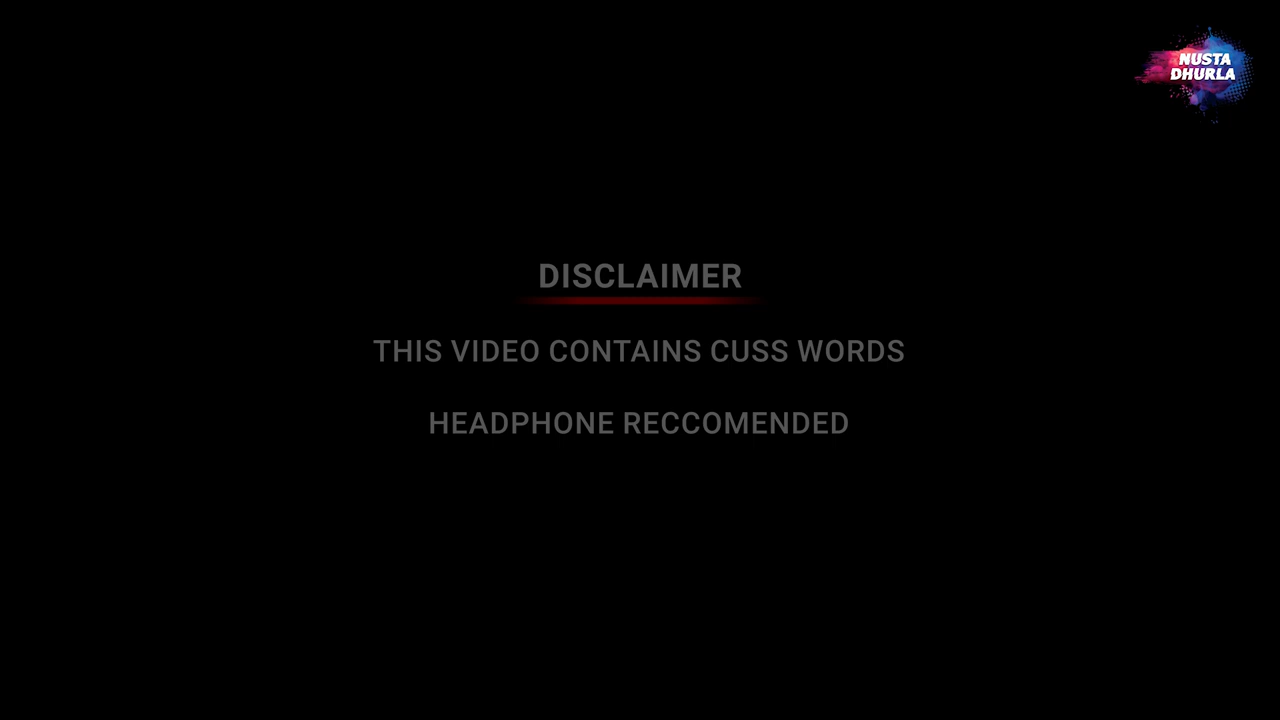 NUSTA
DHURLA
DISCLAIMER
THIS VIDEO CONTAINS CUSS WORDS
HEADPHONE RECCOMENDED